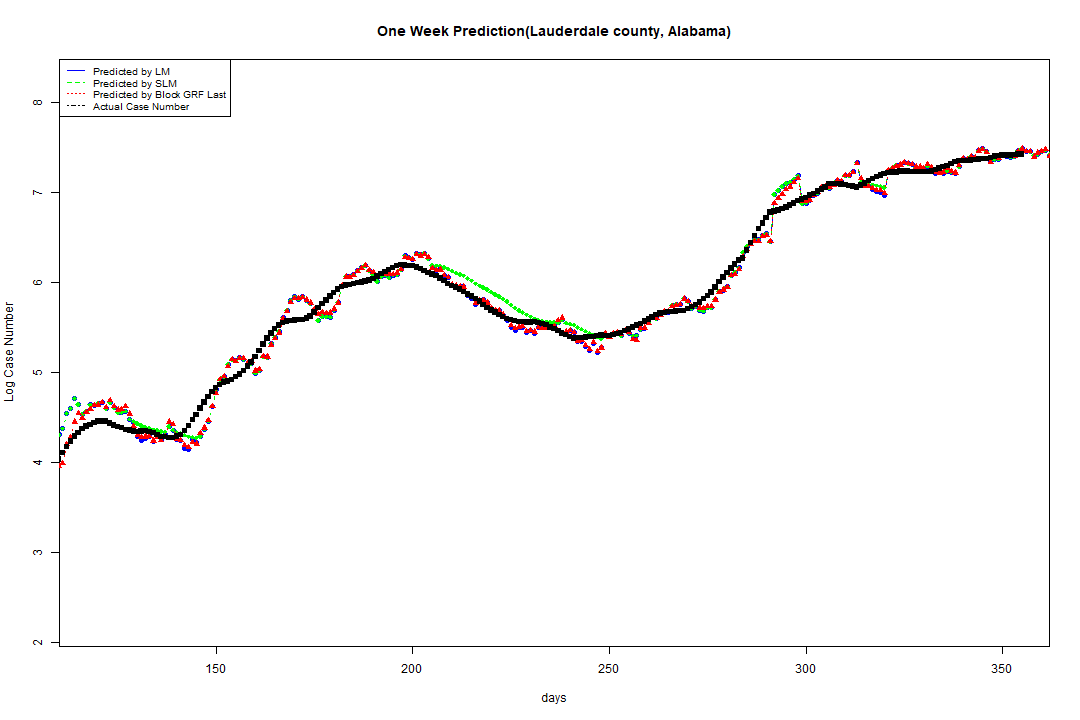 One Week Prediction(Lauderdale county, Alabama)
Predicted by LM
Predicted by SLM
Predicted by Block GRF Last
Actual Case Number
8
7
6
5
4
3
2
Log Case Number
150 200 250 300 350
days